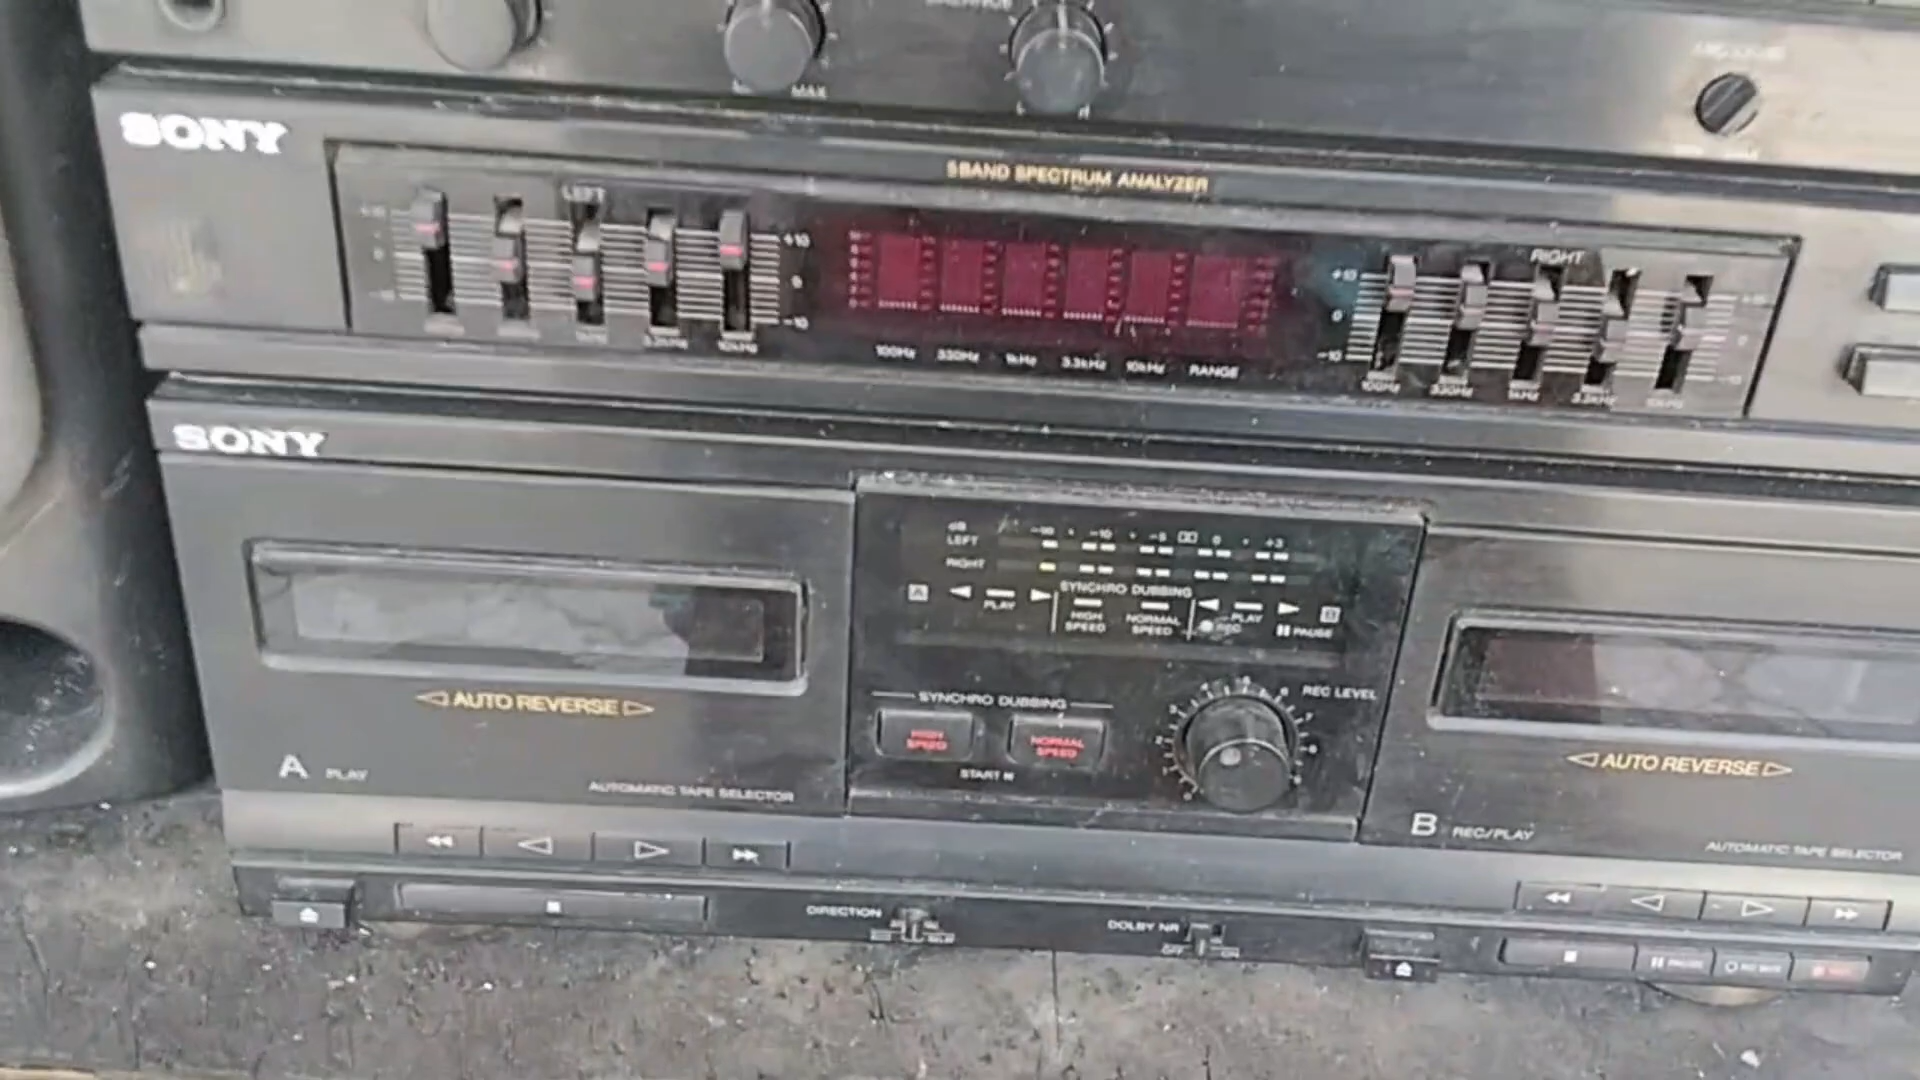 MAX
SONY
5 BAND SPECTRUM ANALYZER
LEFT
RIGHT
+10
0
-10
+10
0
-10
3.3kHz
10kHz
100Hz 330Hz 1kHz 3.3kHz 10kHz RANGE
100Hz 330Hz 1kHz 3.3kHz
SONY
dB
LEFT
RIGHT
0
+3
A PLAY
SYNCHRO DUBBING
HIGH SPEED
NORMAL SPEED
PLAY
REC
PAUSE
B
AUTO REVERSE
SYNCHRO DUBBING
HIGH SPEED
NORMAL SPEED
REC LEVEL
AUTO REVERSE
A PLAY
AUTOMATIC TAPE SELECTOR
B REC/PLAY
AUTOMATIC TAPE SELECTOR
DIRECTION
DOLBY NR
OFF ON
PAUSE